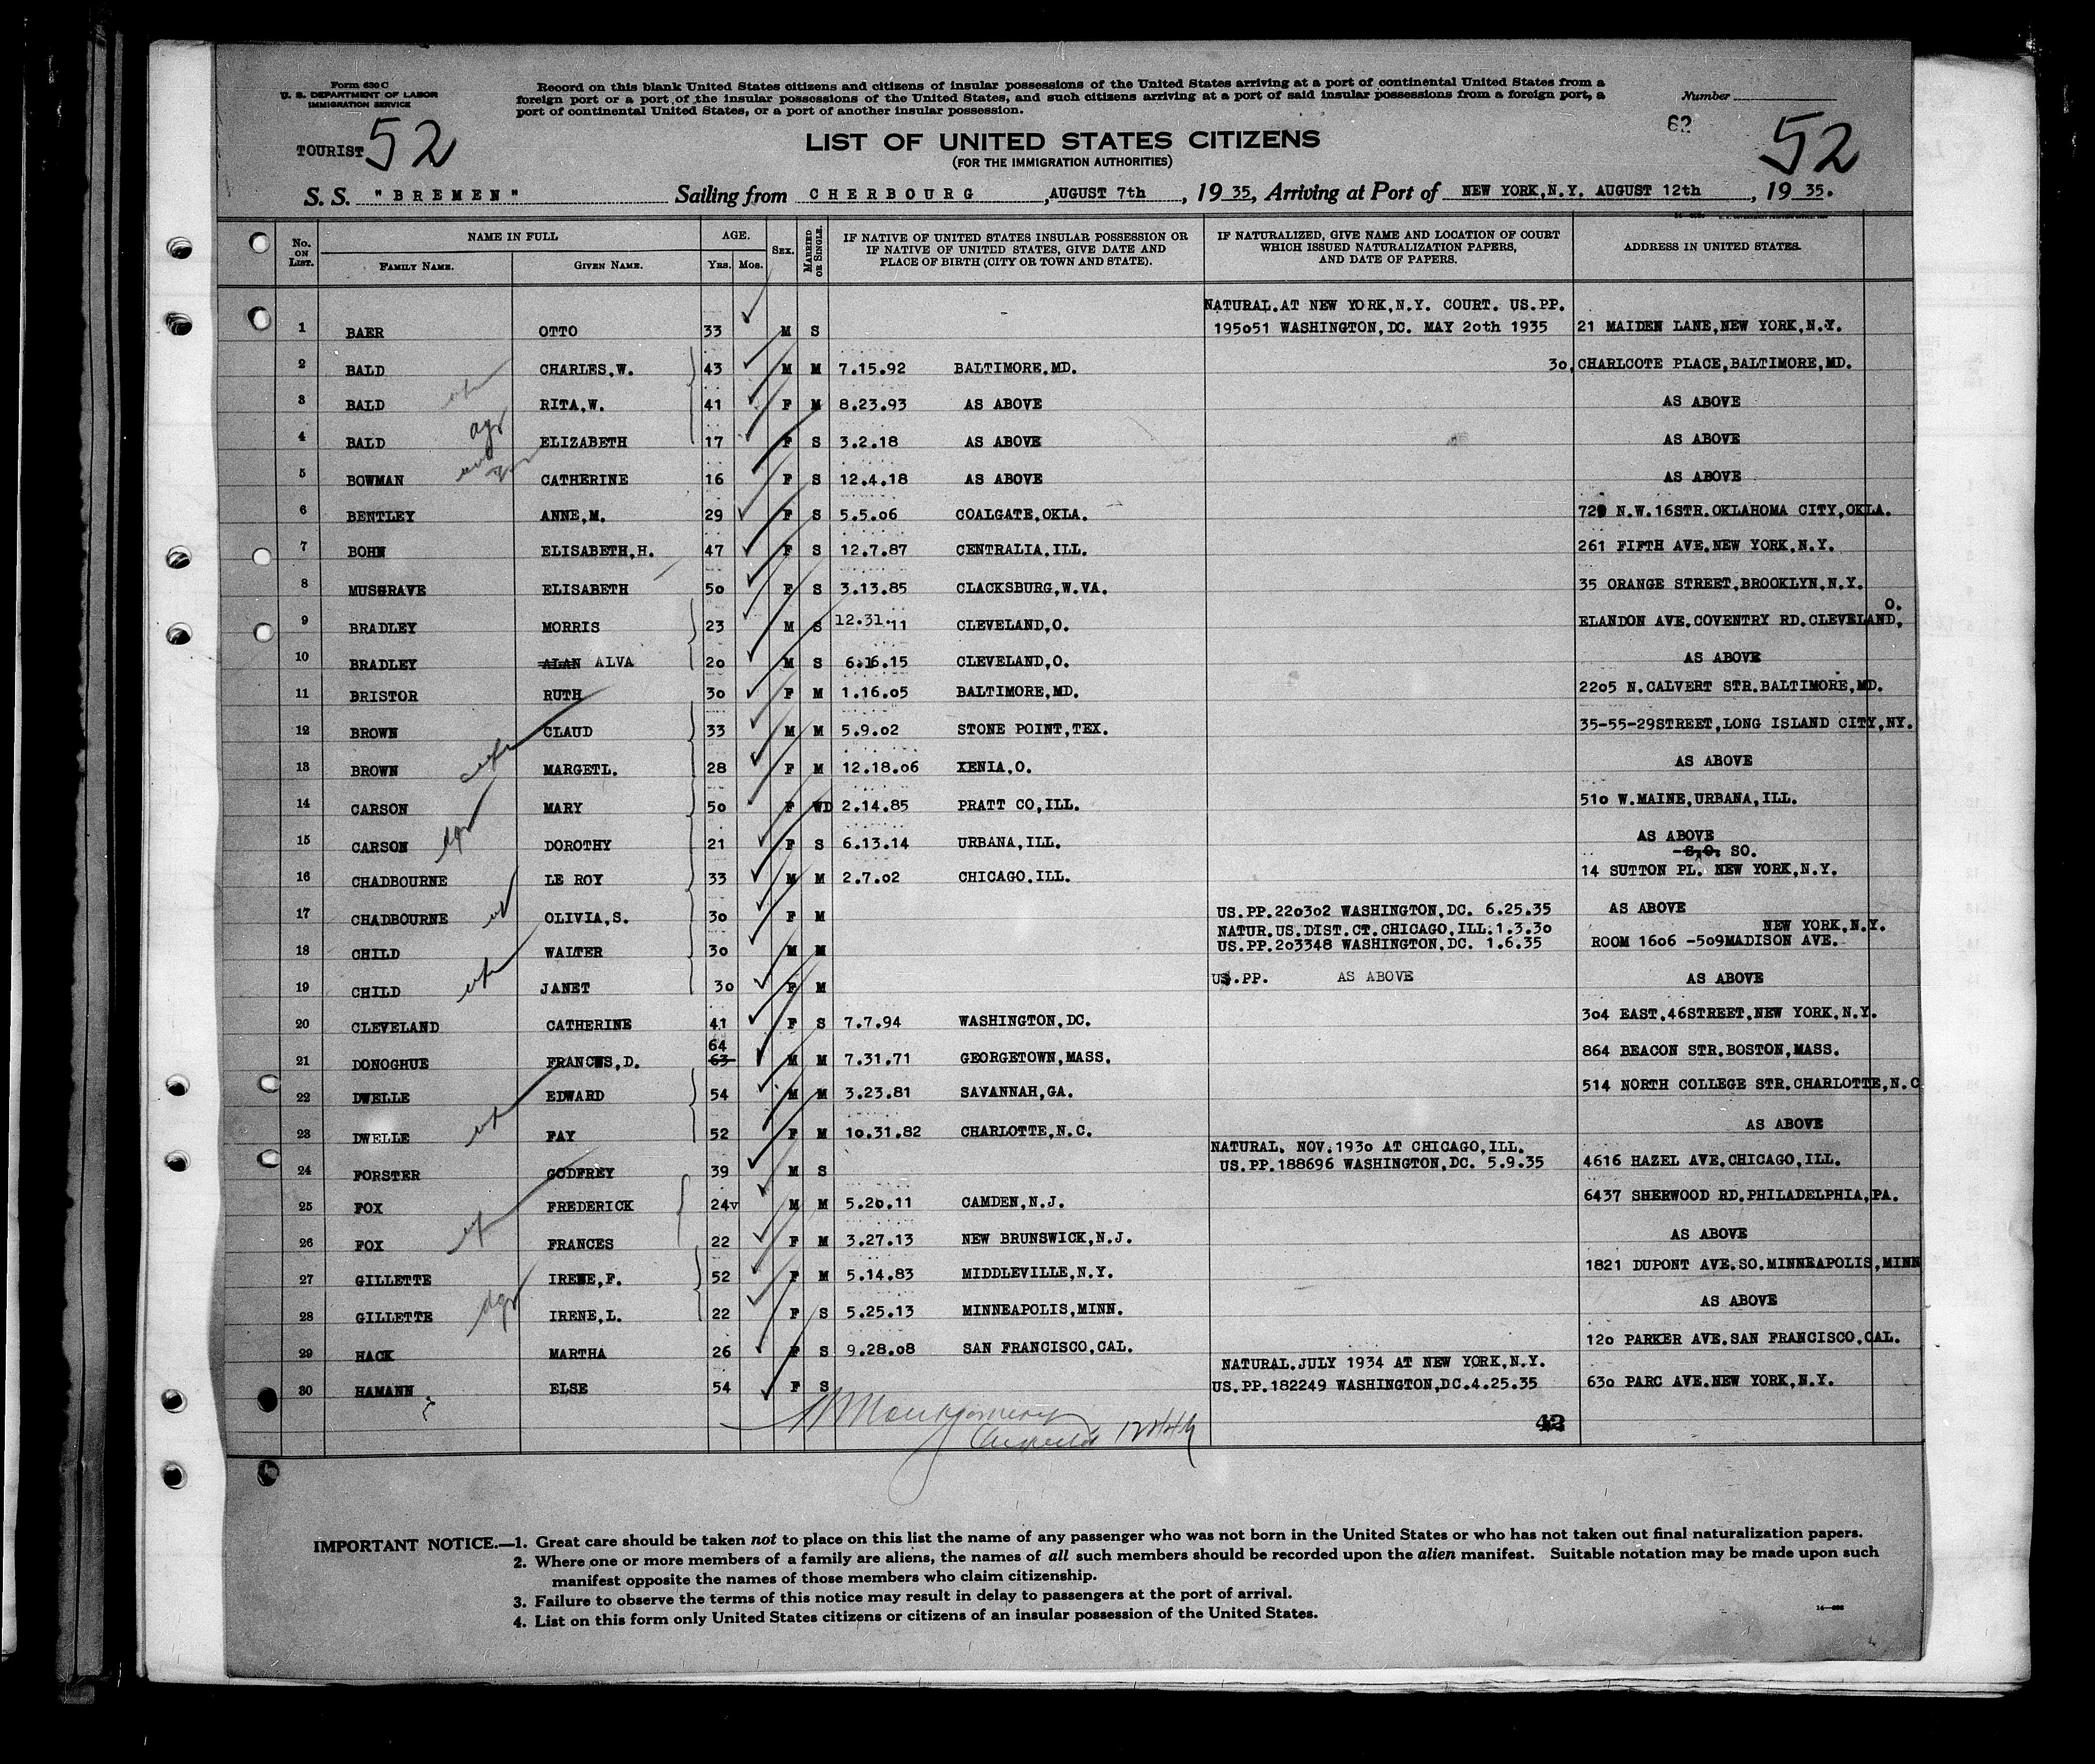 Form 630 C
U. S. DEPARTMENT OF LABOR
IMMIGRATION SERVICE
Record on this blank United States citizens and citizens of insular possessions of the United States arriving at a port of continental United States from a
foreign port or a port of the insular possessions of the United States, and such citizens arriving at a port of said insular possessions from a foreign port, a
port of continental United States, or a port of another insular possession.
Number
62
TOURIST 52
52
LIST OF UNITED STATES CITIZENS
(FOR THE IMMIGRATION AUTHORITIES)
S. S. "BREMEN" Sailing from CHERBOURG, AUGUST 7th, 1935, Arriving at Port of NEW YORK,N.Y. AUGUST 12th, 1935.
No. ON LIST. NAME IN FULL FAMILY NAME. GIVEN NAME. AGE. YRS. MOS. SEX. MARRIED OR SINGLE. IF NATIVE OF UNITED STATES INSULAR POSSESSION OR IF NATIVE OF UNITED STATES, GIVE DATE AND PLACE OF BIRTH (CITY OR TOWN AND STATE). IF NATURALIZED, GIVE NAME AND LOCATION OF COURT WHICH ISSUED NATURALIZATION PAPERS, AND DATE OF PAPERS. ADDRESS IN UNITED STATES.
NATURAL.AT NEW YORK,N.Y. COURT. US.PP.
1 BAER OTTO 33 M S 195051 WASHINGTON,DC. MAY 20th 1935 21 MAIDEN LANE,NEW YORK,N.Y.
2 BALD CHARLES,W. 43 M M 7.15.92 BALTIMORE,MD. 30,CHARLCOTE PLACE,BALTIMORE,MD.
3 BALD RITA,W. 41 F M 8.23.93 AS ABOVE AS ABOVE
4 BALD ELIZABETH 17 F S 3.2.18 AS ABOVE AS ABOVE
5 BOWMAN CATHERINE 16 F S 12.4.18 AS ABOVE AS ABOVE
6 BENTLEY ANNE,M. 29 F S 5.5.06 COALGATE,OKLA. N.W.16STR.OKLAHOMA CITY,OKLA.
7 BOHN ELISABETH,H. 47 F S 12.7.87 CENTRALIA,ILL. 261 FIFTH AVE.NEW YORK,N.Y.
8 MUSGRAVE ELISABETH 50 F S 3.13.85 CLACKSBURG,W.VA. 35 ORANGE STREET,BROOKLYN,N.Y.
9 BRADLEY MORRIS 23 M S 12.31.11 CLEVELAND,O. ELANDON AVE.COVENTRY RD.CLEVELAND, O.
10 BRADLEY ALAN ALVA 20 M S 6.16.15 CLEVELAND,O. AS ABOVE
11 BRISTOR RUTH 30 F M 1.16.05 BALTIMORE,MD. 2205 N.CALVERT STR.BALTIMORE,MD.
12 BROWN CLAUD 33 M M 5.9.02 STONE POINT,TEX. 35-55-29STREET,LONG ISLAND CITY,NY.
13 BROWN MARGETL. 28 F M 12.18.06 XENIA,O. AS ABOVE
14 CARSON MARY 50 F WD 2.14.85 PRATT CO,ILL. 510 W.MAINE,URBANA,ILL.
15 CARSON DOROTHY 21 F S 6.13.14 URBANA,ILL. AS ABOVE
S,O. SO.
16 CHADBOURNE LE ROY 33 M M 2.7.02 CHICAGO.ILL. 14 SUTTON PL. NEW YORK,N.Y.
17 CHADBOURNE OLIVIA,S. 30 F M US.PP.220302 WASHINGTON,DC. 6.25.35 AS ABOVE
NATUR.US.DIST.CT.CHICAGO,ILL.1.3.30 NEW YORK,N.Y.
18 CHILD WALTER 30 M M US.PP.203348 WASHINGTON,DC. 1.6.35 ROOM 1606 -509MADISON AVE.
19 CHILD JANET 30 F M US.PP. AS ABOVE AS ABOVE
20 CLEVELAND CATHERINE 41 F S 7.7.94 WASHINGTON,DC. 304 EAST.46STREET,NEW YORK,N.Y.
21 DONOGHUE FRANCIS,D. 64 63 M M 7.31.71 GEORGETOWN,MASS. 864 BEACON STR.BOSTON,MASS.
22 DWELLE EDWARD 54 M M 3.23.81 SAVANNAH,GA. 514 NORTH COLLEGE STR.CHARLOTTE,N.C
23 DWELLE FAY 52 F M 10.31.82 CHARLOTTE,N.C. AS ABOVE
NATURAL. NOV.1930 AT CHICAGO,ILL.
24 FORSTER GODFREY 39 M S US.PP.188696 WASHINGTON,DC. 5.9.35 4616 HAZEL AVE.CHICAGO,ILL.
25 FOX FREDERICK 24 M M 5.20.11 CAMDEN,N.J. 6437 SHERWOOD RD.PHILADELPHIA,PA.
26 FOX FRANCES 22 F M 3.27.13 NEW BRUNSWICK,N.J. AS ABOVE
27 GILLETTE IRENE,F. 52 F M 5.14.83 MIDDLEVILLE,N.Y. 1821 DUPONT AVE.SO.MINNEAPOLIS,MINN
28 GILLETTE IRENE,L. 22 F S 5.25.13 MINNEAPOLIS,MINN. AS ABOVE
29 HACK MARTHA 26 F S 9.28.08 SAN FRANCISCO,CAL. 120 PARKER AVE.SAN FRANCISCO,CAL.
NATURAL.JULY 1934 AT NEW YORK,N.Y.
30 HAMANN ELSE 54 F S US.PP.182249 WASHINGTON,DC.4.25.35 630 PARC AVE.NEW YORK,N.Y.
Montgomery
42
IMPORTANT NOTICE.—1. Great care should be taken not to place on this list the name of any passenger who was not born in the United States or who has not taken out final naturalization papers.
2. Where one or more members of a family are aliens, the names of all such members should be recorded upon the alien manifest. Suitable notation may be made upon such
manifest opposite the names of those members who claim citizenship.
3. Failure to observe the terms of this notice may result in delay to passengers at the port of arrival.
4. List on this form only United States citizens or citizens of an insular possession of the United States.